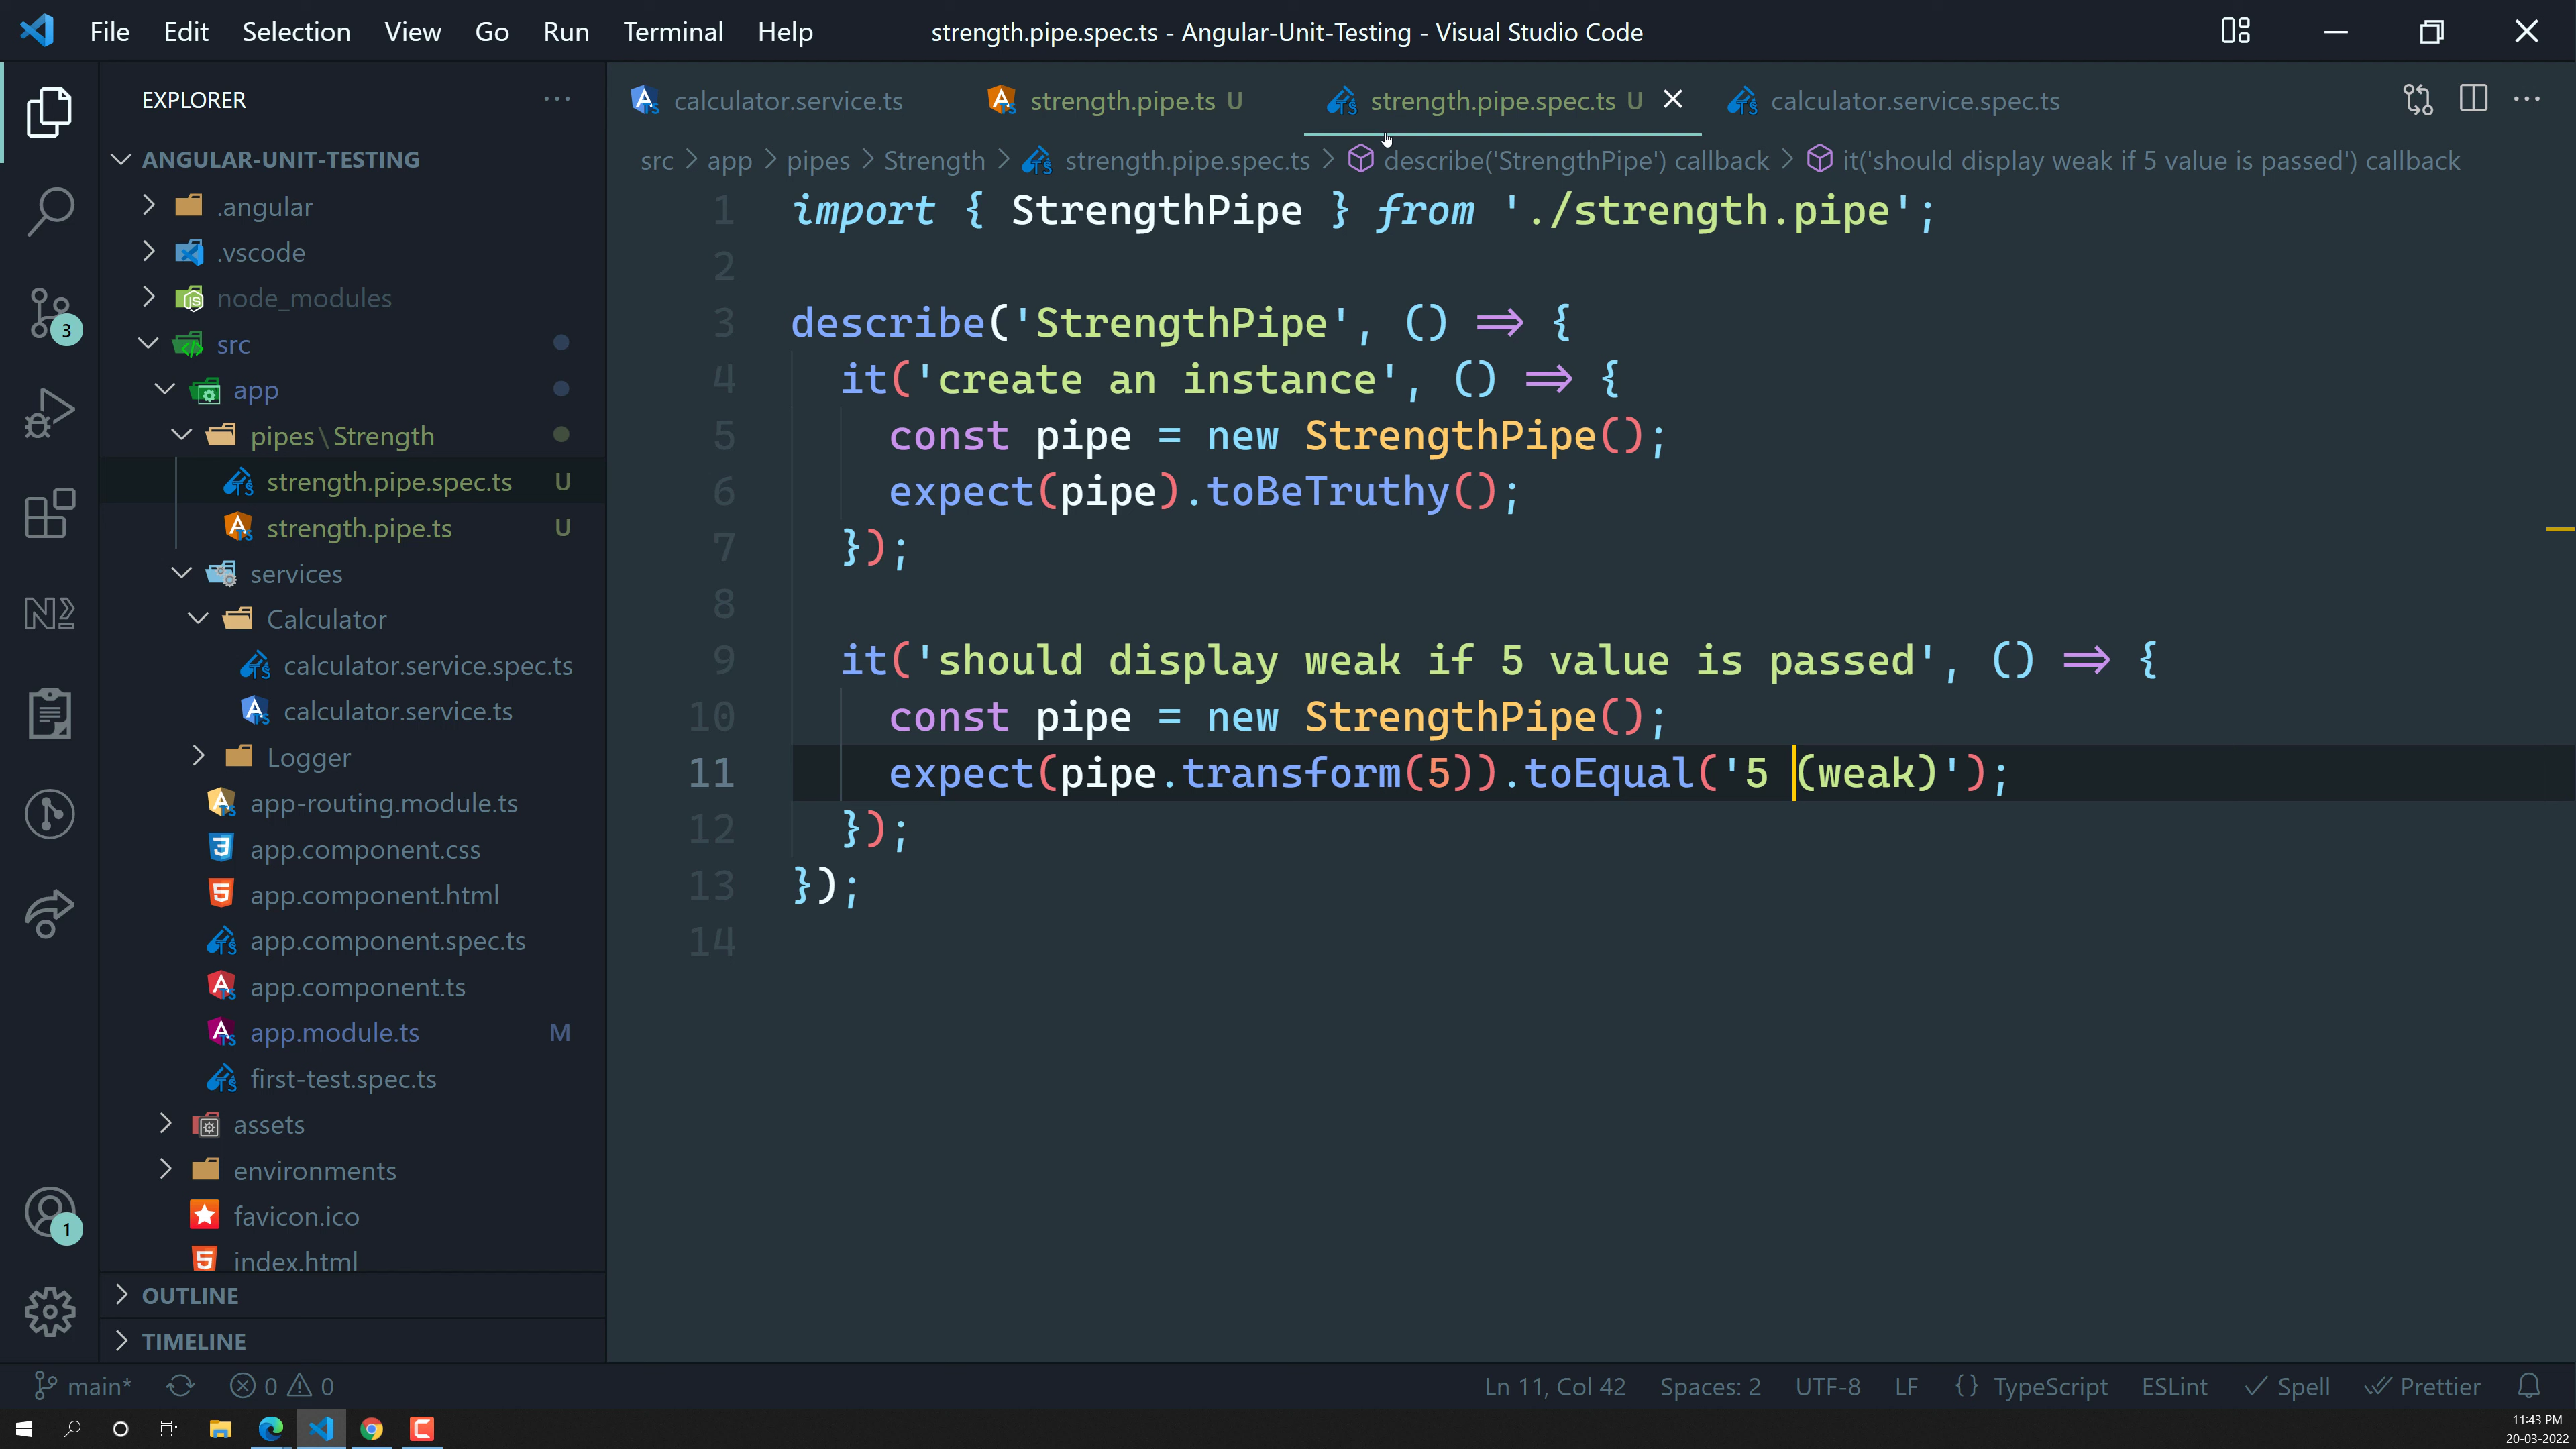 File Edit Selection View Go Run Terminal Help strength.pipe.spec.ts - Angular-Unit-Testing - Visual Studio Code
EXPLORER
calculator.service.ts strength.pipe.ts U strength.pipe.spec.ts U calculator.service.spec.ts
src > app > pipes > Strength > strength.pipe.spec.ts > describe('StrengthPipe') callback > it('should display weak if 5 value is passed') callback
ANGULAR-UNIT-TESTING
.angular
.vscode
node_modules
src
app
pipes\Strength
strength.pipe.spec.ts U
strength.pipe.ts U
services
Calculator
calculator.service.spec.ts
calculator.service.ts
Logger
app-routing.module.ts
app.component.css
app.component.html
app.component.spec.ts
app.component.ts
app.module.ts M
first-test.spec.ts
assets
environments
favicon.ico
index.html
OUTLINE
TIMELINE
3
1
1 import { StrengthPipe } from './strength.pipe';
2
3 describe('StrengthPipe', () => {
4 it('create an instance', () => {
5 const pipe = new StrengthPipe();
6 expect(pipe).toBeTruthy();
7 });
8
9 it('should display weak if 5 value is passed', () => {
10 const pipe = new StrengthPipe();
11 expect(pipe.transform(5)).toEqual('5 (weak)');
12 });
13 });
14
main* 0 0 Ln 11, Col 42 Spaces: 2 UTF-8 LF {} TypeScript ESLint Spell Prettier
11:43 PM
20-03-2022